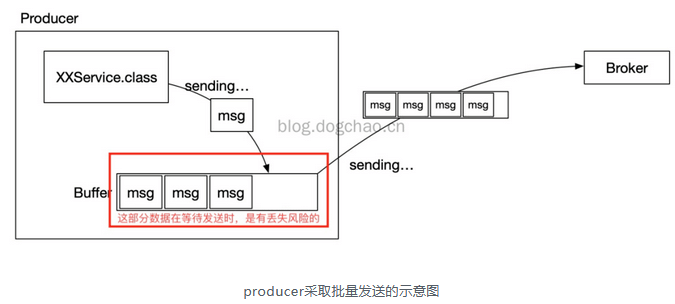 Producer
XXService.class
Broker
sending...
msg
msg msg msg msg
blog.dogchao.cn
sending...
Buffer
msg msg msg
这部分数据在等待发送时，是有丢失风险的
producer采取批量发送的示意图